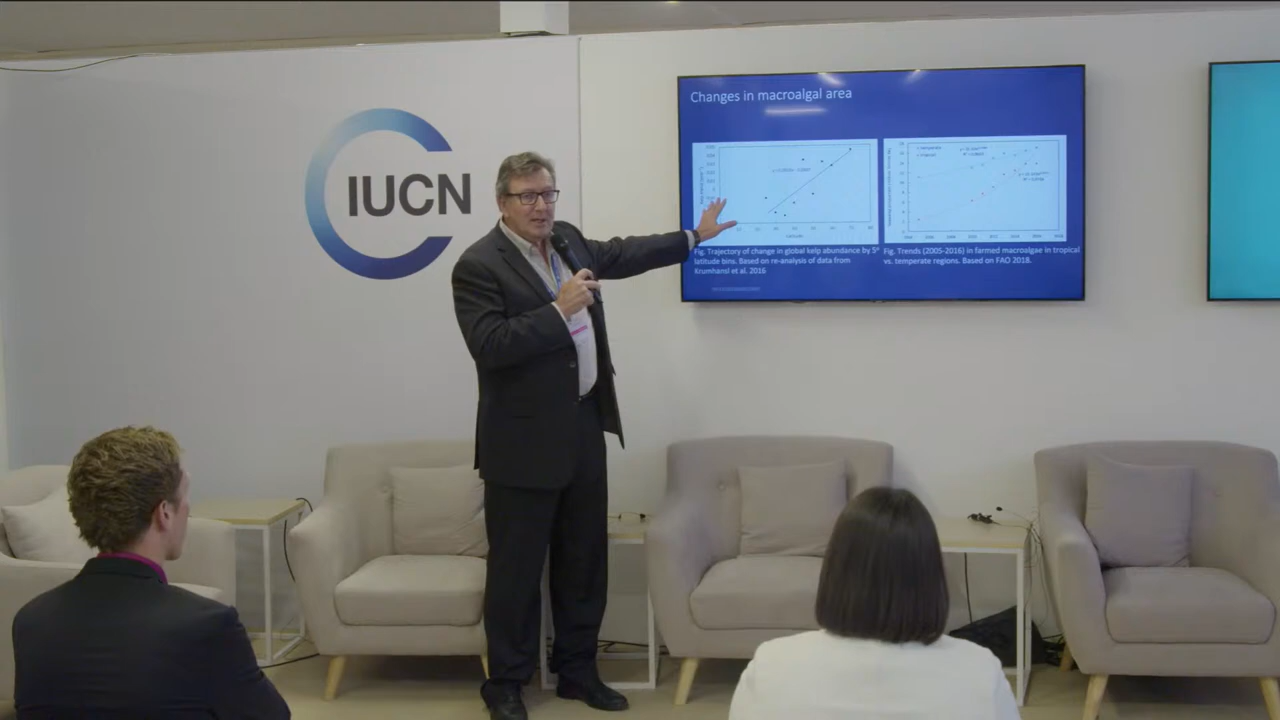 IUCN
Changes in macroalgal area
Latitude
Fig. Trajectory of change in global kelp abundance by 5°
latitude bins. Based on re-analysis of data from
Krumhansl et al. 2016
Fig. Trends (2005-2016) in farmed macroalgae in tropical
vs. temperate regions. Based on FAO 2018.